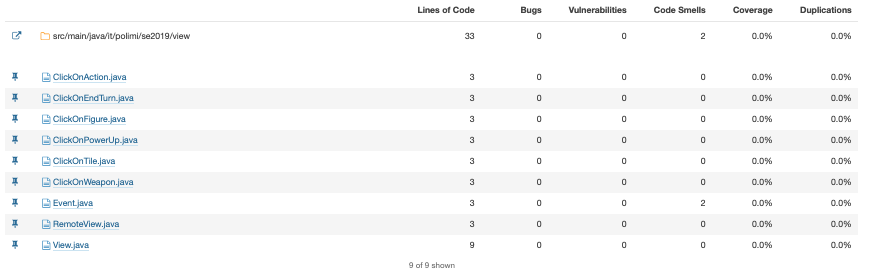 Lines of Code Bugs Vulnerabilities Code Smells Coverage Duplications
src/main/java/it/polimi/se2019/view 33 0 0 2 0.0% 0.0%
ClickOnAction.java 3 0 0 0 0.0% 0.0%
ClickOnEndTurn.java 3 0 0 0 0.0% 0.0%
ClickOnFigure.java 3 0 0 0 0.0% 0.0%
ClickOnPowerUp.java 3 0 0 0 0.0% 0.0%
ClickOnTile.java 3 0 0 0 0.0% 0.0%
ClickOnWeapon.java 3 0 0 0 0.0% 0.0%
Event.java 3 0 0 2 0.0% 0.0%
RemoteView.java 3 0 0 0 0.0% 0.0%
View.java 9 0 0 0 0.0% 0.0%
9 of 9 shown